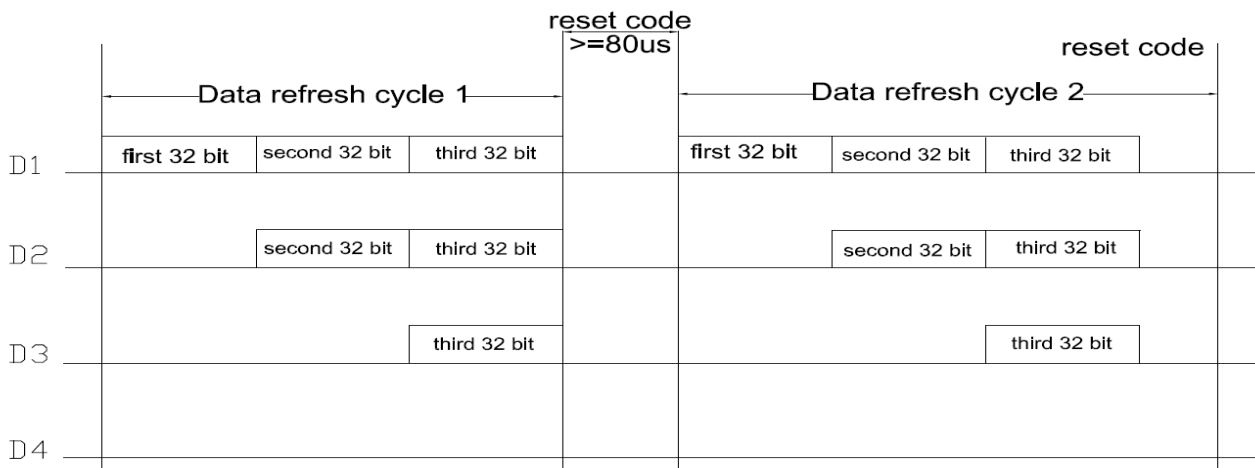 reset code
>=80us
reset code
Data refresh cycle 1
Data refresh cycle 2
D1 first 32 bit second 32 bit third 32 bit first 32 bit second 32 bit third 32 bit
D2 second 32 bit third 32 bit second 32 bit third 32 bit
D3 third 32 bit third 32 bit
D4